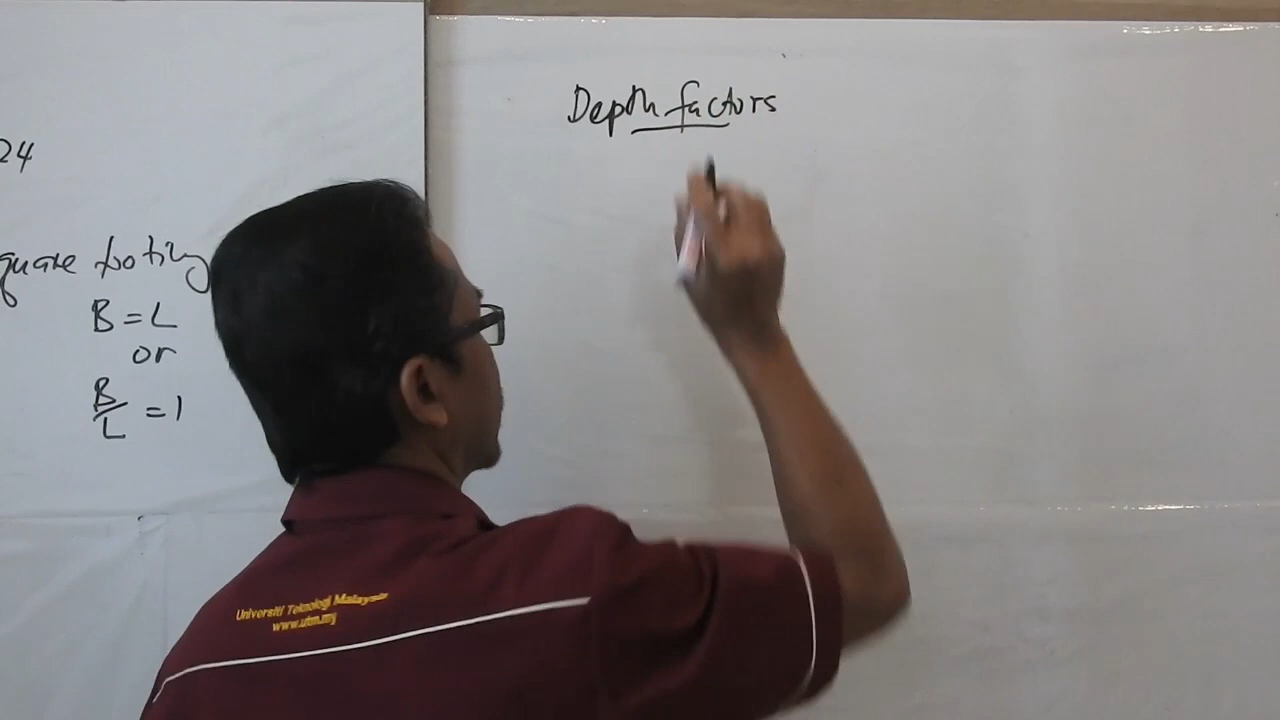 24
quare footing
B = L
or
B/L = 1
Depth factors
Universiti Teknologi Malaysia
www.utm.my